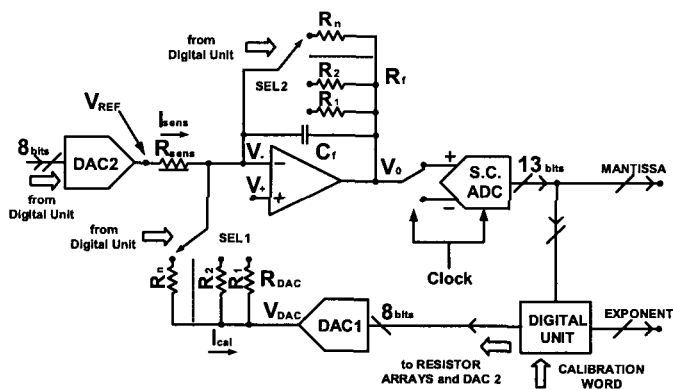 from
Digital Unit
Rn
SEL2
R2
R1
Rf
VREF
Isens
8bits
DAC2
Rsens
V-
Cf
V+
V0
S.C.
ADC
13bits
MANTISSA
from
Digital Unit
from
Digital Unit
SEL1
Clock
Rn
R2
R1
RDAC
VDAC
DAC1
8bits
DIGITAL
UNIT
EXPONENT
Ical
to RESISTOR
ARRAYS and DAC 2
CALIBRATION
WORD